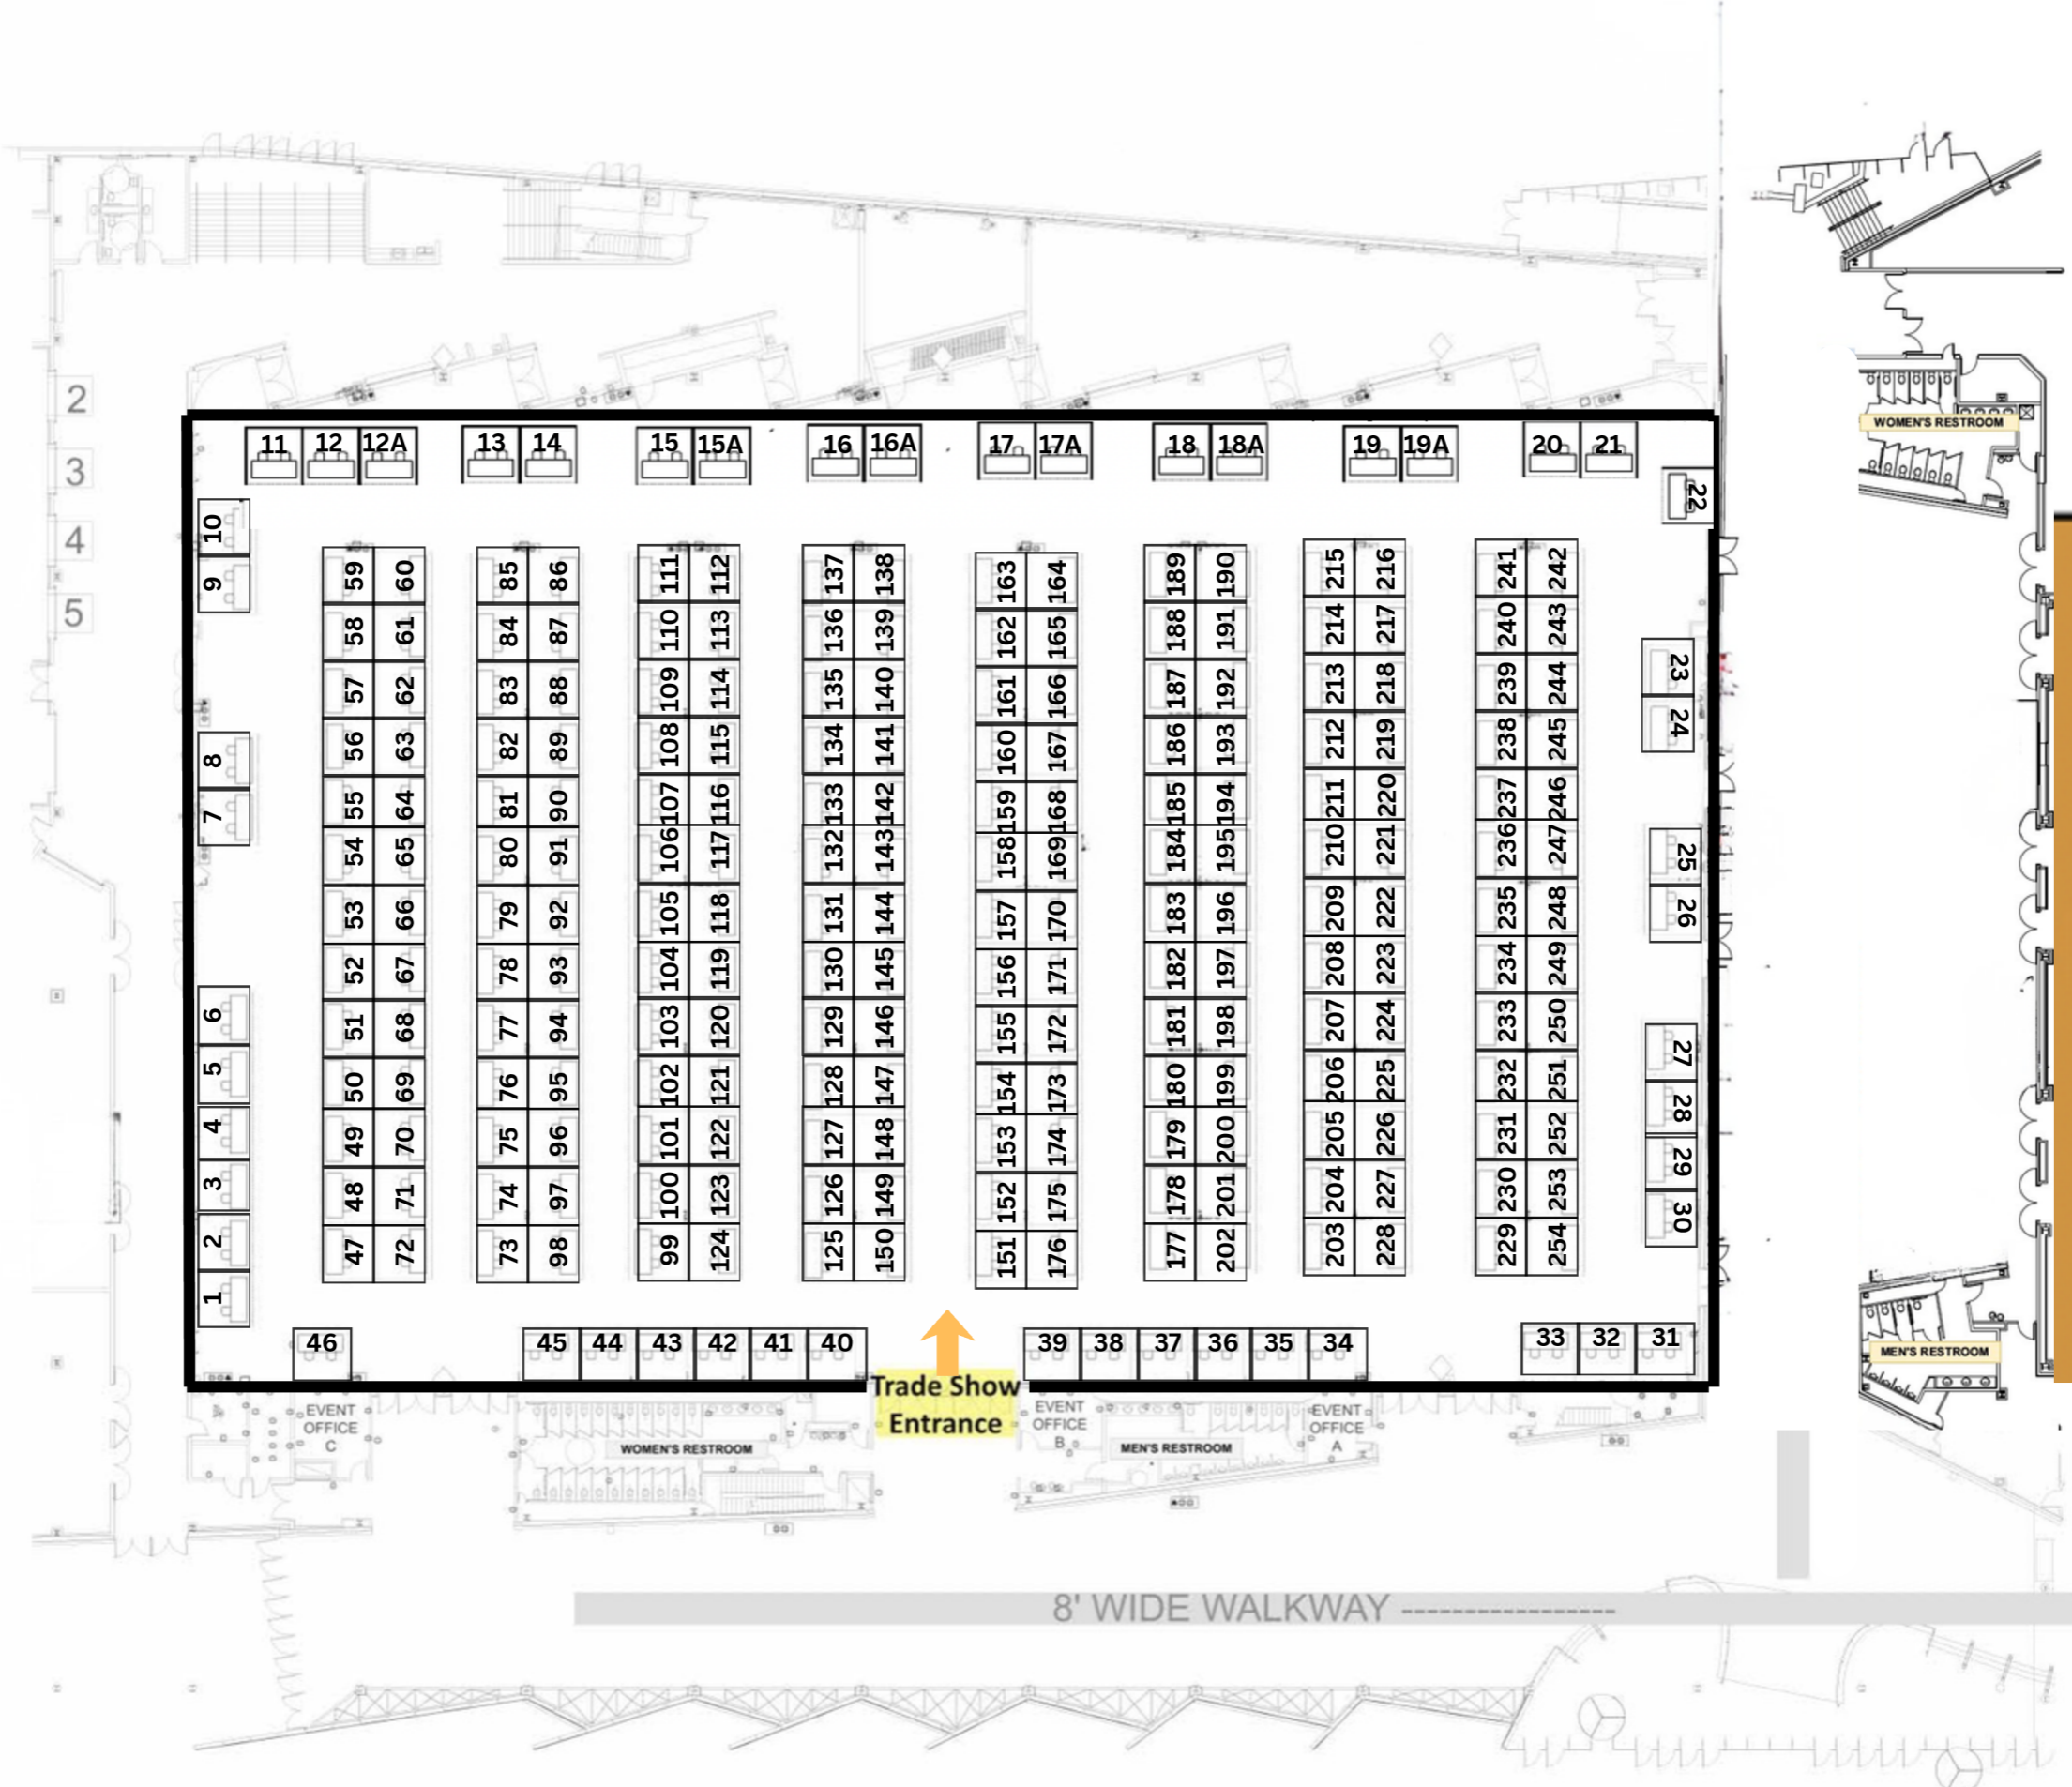 2
3
4
5
11 12 12A 13 14 15 15A 16 16A 17 17A 18 18A 19 19A 20 21
22
10
9
8
7
6
5
4
3
2
1
59 60 85 86 111 112 137 138 163 164 189 190 215 216 241 242
58 61 84 87 110 113 136 139 162 165 188 191 214 217 240 243
57 62 83 88 109 114 135 140 161 166 187 192 213 218 239 244
56 63 82 89 108 115 134 141 160 167 186 193 212 219 238 245
55 64 81 90 107 116 133 142 159 168 185 194 211 220 237 246
54 65 80 91 106 117 132 143 158 169 184 195 210 221 236 247
53 66 79 92 105 118 131 144 157 170 183 196 209 222 235 248
52 67 78 93 104 119 130 145 156 171 182 197 208 223 234 249
51 68 77 94 103 120 129 146 155 172 181 198 207 224 233 250
50 69 76 95 102 121 128 147 154 173 180 199 206 225 232 251
49 70 75 96 101 122 127 148 153 174 179 200 205 226 231 252
48 71 74 97 100 123 126 149 152 175 178 201 204 227 230 253
47 72 73 98 99 124 125 150 151 176 177 202 203 228 229 254
23
24
25
26
27
28
29
30
46 45 44 43 42 41 40 39 38 37 36 35 34 33 32 31
Trade Show
Entrance
EVENT
OFFICE
C
WOMEN'S RESTROOM
EVENT
OFFICE
B
MEN'S RESTROOM
EVENT
OFFICE
A
WOMEN'S RESTROOM
MEN'S RESTROOM
8' WIDE WALKWAY -----------------